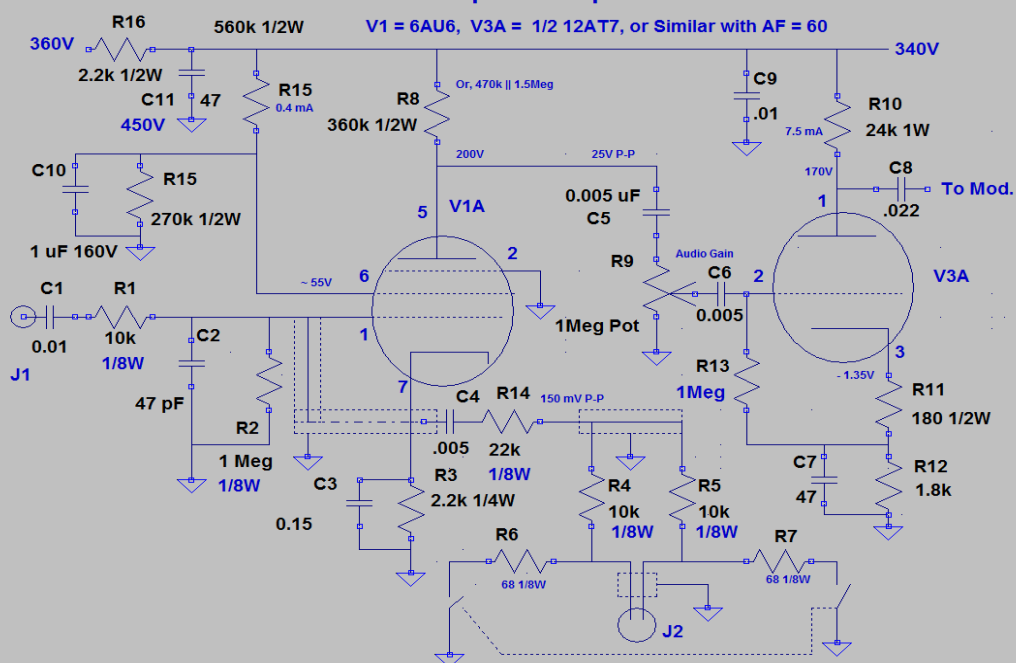 V1 = 6AU6, V3A = 1/2 12AT7, or Similar with AF = 60
R16
560k 1/2W
360V
340V
2.2k 1/2W
C11
47
450V
R15
0.4 mA
R8
Or, 470k || 1.5Meg
360k 1/2W
C9
.01
R10
24k 1W
7.5 mA
200V
25V P-P
170V
C8
.022
To Mod.
C10
R15
270k 1/2W
1 uF 160V
5
V1A
2
0.005 uF
C5
1
R9
Audio Gain
C6
0.005
2
V3A
6
~ 55V
1Meg Pot
C1
R1
0.01
10k
1/8W
J1
C2
1
47 pF
R2
1 Meg
1/8W
7
C4
.005
R14
22k
1/8W
150 mV P-P
R13
1Meg
3
- 1.35V
R11
180 1/2W
C3
0.15
R3
2.2k 1/4W
R4
10k
1/8W
R5
10k
1/8W
C7
47
R12
1.8k
R6
68 1/8W
R7
68 1/8W
J2